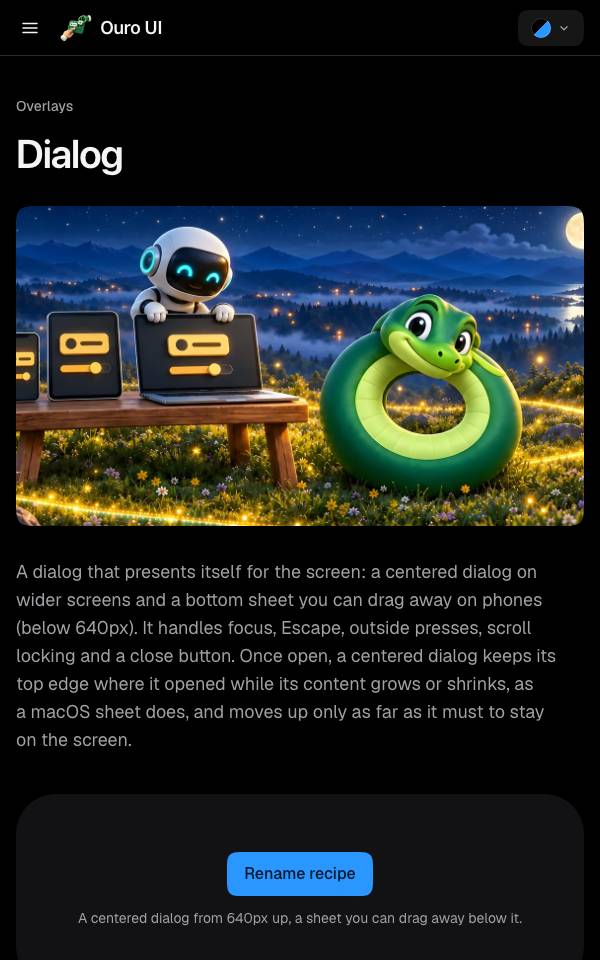 Ouro UI
Overlays
Dialog
A dialog that presents itself for the screen: a centered dialog on
wider screens and a bottom sheet you can drag away on phones
(below 640px). It handles focus, Escape, outside presses, scroll
locking and a close button. Once open, a centered dialog keeps its
top edge where it opened while its content grows or shrinks, as
a macOS sheet does, and moves up only as far as it must to stay
on the screen.
Rename recipe
A centered dialog from 640px up, a sheet you can drag away below it.